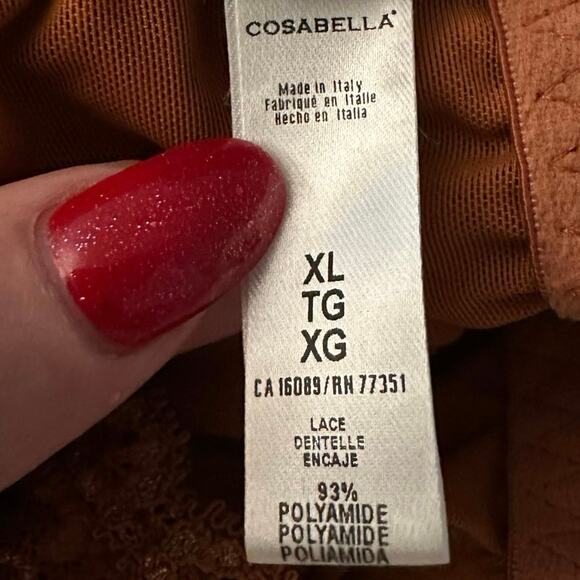 COSABELLA
Made in Italy
Fabriqué en Italie
Hecho en Italia
XL
TG
XG
CA 16089/RN 77351
LACE
DENTELLE
ENCAJE
93%
POLYAMIDE
POLYAMIDE
POLIAMIDA